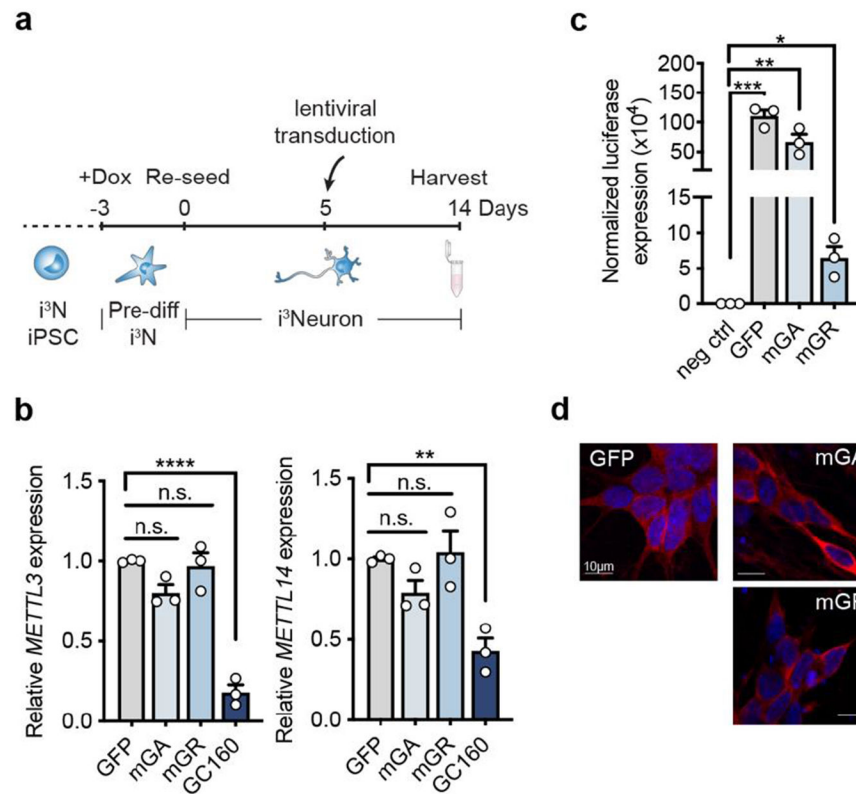 a
lentiviral
transduction
+Dox Re-seed Harvest
-3 0 5 14 Days
i³N
iPSC
Pre-diff
i³N
i³Neuron
b
Relative METTL3 expression
1.5
1.0
0.5
0.0
****
n.s.
n.s.
GFP mGA mGR GC160
Relative METTL14 expression
1.5
1.0
0.5
0.0
**
n.s.
n.s.
GFP mGA mGR GC160
c
Normalized luciferase
expression (x10⁴)
200
150
100
50
15
10
5
0
*
**
***
neg ctrl GFP mGA mGR
d
GFP
10µm
mGA